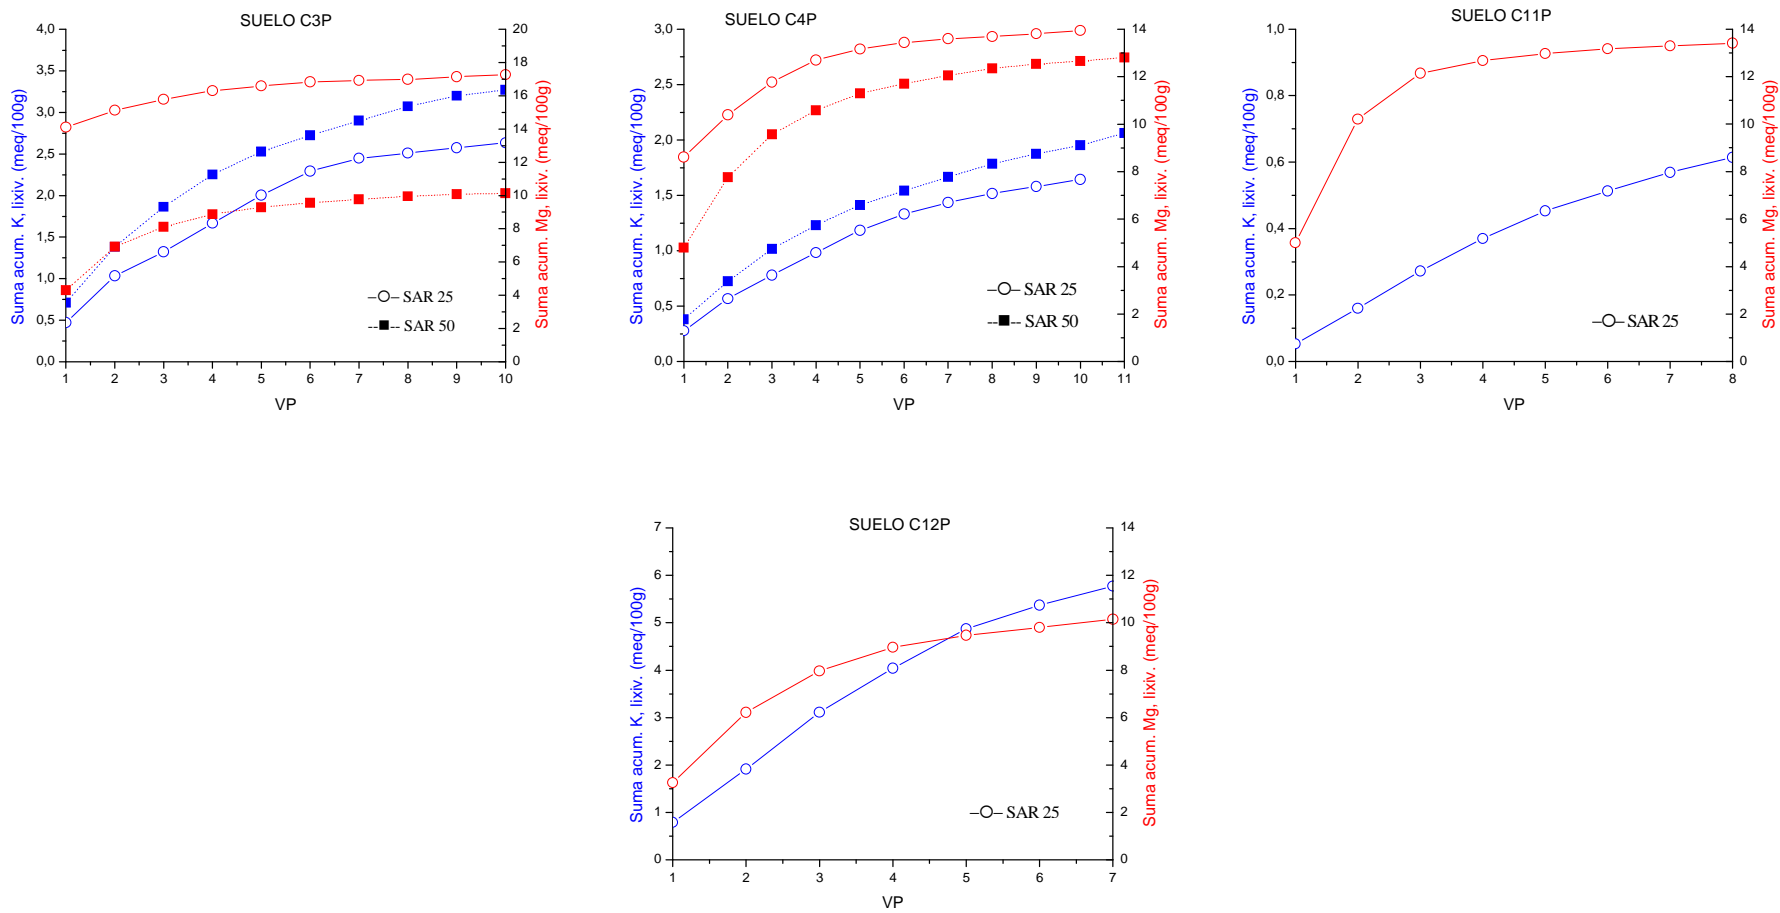 SUELO C3P
4,0
3,5
3,0
2,5
2,0
1,5
1,0
0,5
0,0
Suma acum. K, lixiv. (meq/100g)
20
18
16
14
12
10
8
6
4
2
0
Suma acum. Mg, lixiv. (meq/100g)
SAR 25
SAR 50
1 2 3 4 5 6 7 8 9 10
VP
SUELO C4P
3,0
2,5
2,0
1,5
1,0
0,5
0,0
Suma acum. K, lixiv. (meq/100g)
14
12
10
8
6
4
2
0
Suma acum. Mg, lixiv. (meq/100g)
SAR 25
SAR 50
1 2 3 4 5 6 7 8 9 10 11
VP
SUELO C11P
1,0
0,8
0,6
0,4
0,2
0,0
Suma acum. K, lixiv. (meq/100g)
14
12
10
8
6
4
2
0
Suma acum. Mg, lixiv. (meq/100g)
SAR 25
1 2 3 4 5 6 7 8
VP
SUELO C12P
7
6
5
4
3
2
1
0
Suma acum. K, lixiv. (meq/100g)
14
12
10
8
6
4
2
0
Suma acum. Mg, lixiv. (meq/100g)
SAR 25
1 2 3 4 5 6 7
VP